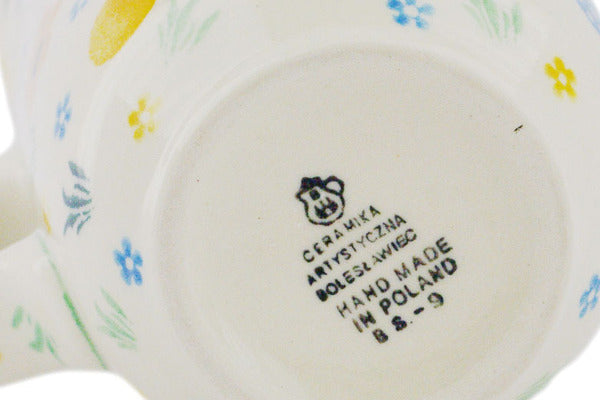 CERAMIKA
ARTYSTYCZNA
BOLESŁAWIEC
HAND MADE
IN POLAND
B S.-9